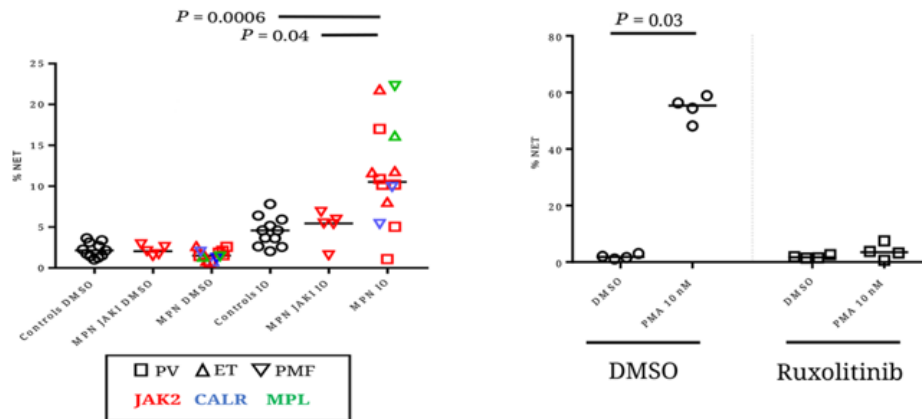 P = 0.0006
P = 0.04
25
20
15
10
5
0
% NET
Controls DMSO
MPN JAKI DMSO
MPN DMSO
Controls IO
MPN JAKI IO
MPN IO
PV ET PMF
JAK2 CALR MPL
P = 0.03
80
60
40
20
0
% NET
DMSO
PMA 10 nM
DMSO
PMA 10 nM
DMSO
Ruxolitinib